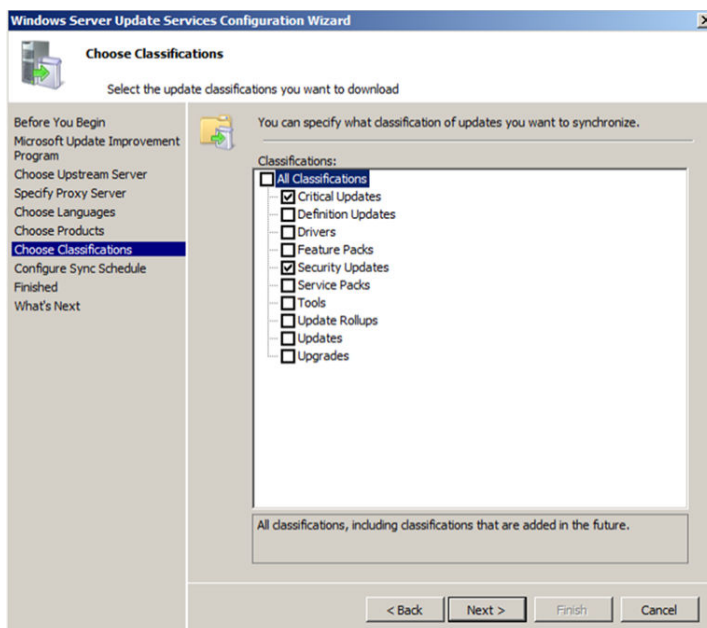 Windows Server Update Services Configuration Wizard
Choose Classifications
Select the update classifications you want to download
Before You Begin
Microsoft Update Improvement
Program
Choose Upstream Server
Specify Proxy Server
Choose Languages
Choose Products
Choose Classifications
Configure Sync Schedule
Finished
What's Next
You can specify what classification of updates you want to synchronize.
Classifications:
All Classifications
Critical Updates
Definition Updates
Drivers
Feature Packs
Security Updates
Service Packs
Tools
Update Rollups
Updates
Upgrades
All classifications, including classifications that are added in the future.
< Back
Next >
Finish
Cancel